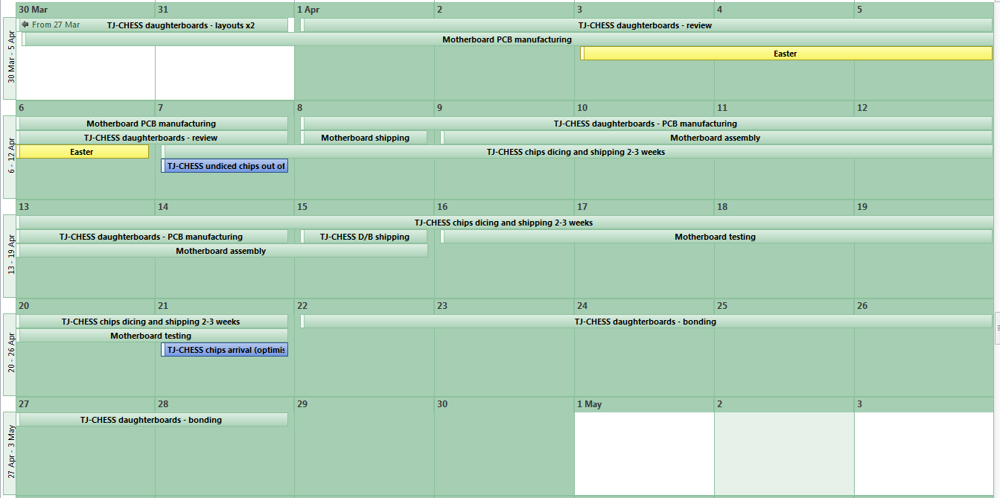 30 Mar 31 1 Apr 2 3 4 5
30 Mar - 5 Apr
From 27 Mar TJ-CHESS daughterboards - layouts x2 TJ-CHESS daughterboards - review
Motherboard PCB manufacturing
Easter
6 7 8 9 10 11 12
6 - 12 Apr
Motherboard PCB manufacturing TJ-CHESS daughterboards - PCB manufacturing
TJ-CHESS daughterboards - review Motherboard shipping Motherboard assembly
Easter TJ-CHESS chips dicing and shipping 2-3 weeks
TJ-CHESS undiced chips out of
13 14 15 16 17 18 19
13 - 19 Apr
TJ-CHESS chips dicing and shipping 2-3 weeks
TJ-CHESS daughterboards - PCB manufacturing TJ-CHESS D/B shipping Motherboard testing
Motherboard assembly
20 21 22 23 24 25 26
20 - 26 Apr
TJ-CHESS chips dicing and shipping 2-3 weeks TJ-CHESS daughterboards - bonding
Motherboard testing
TJ-CHESS chips arrival (optimis
27 28 29 30 1 May 2 3
27 Apr - 3 May
TJ-CHESS daughterboards - bonding